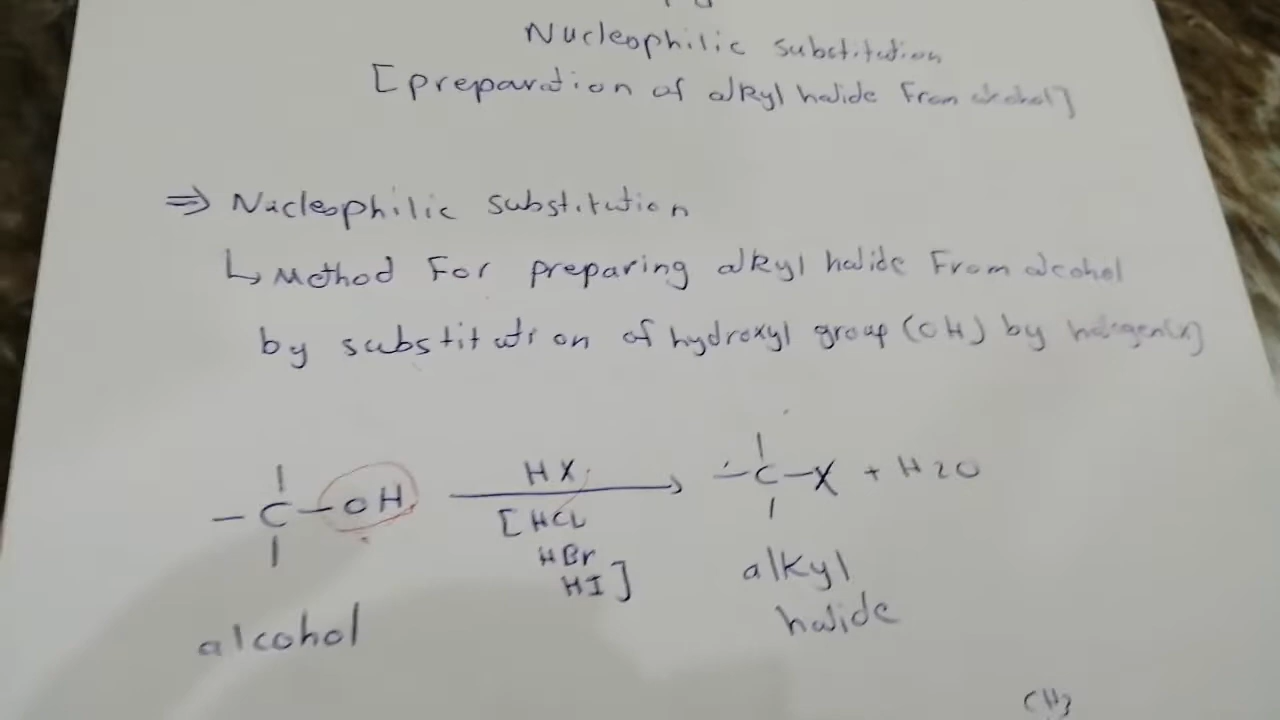 Nucleophilic substitution
[preparation of alkyl halide From alcohol]
⇒ Nucleophilic substitution
↳ Method For preparing alkyl halide From alcohol
by substitution of hydroxyl group (OH) by halogen(x)
| |
– C – OH HX – C – X + H2O
| [HCL |
HBr
HI]
alcohol alkyl
halide
CH3